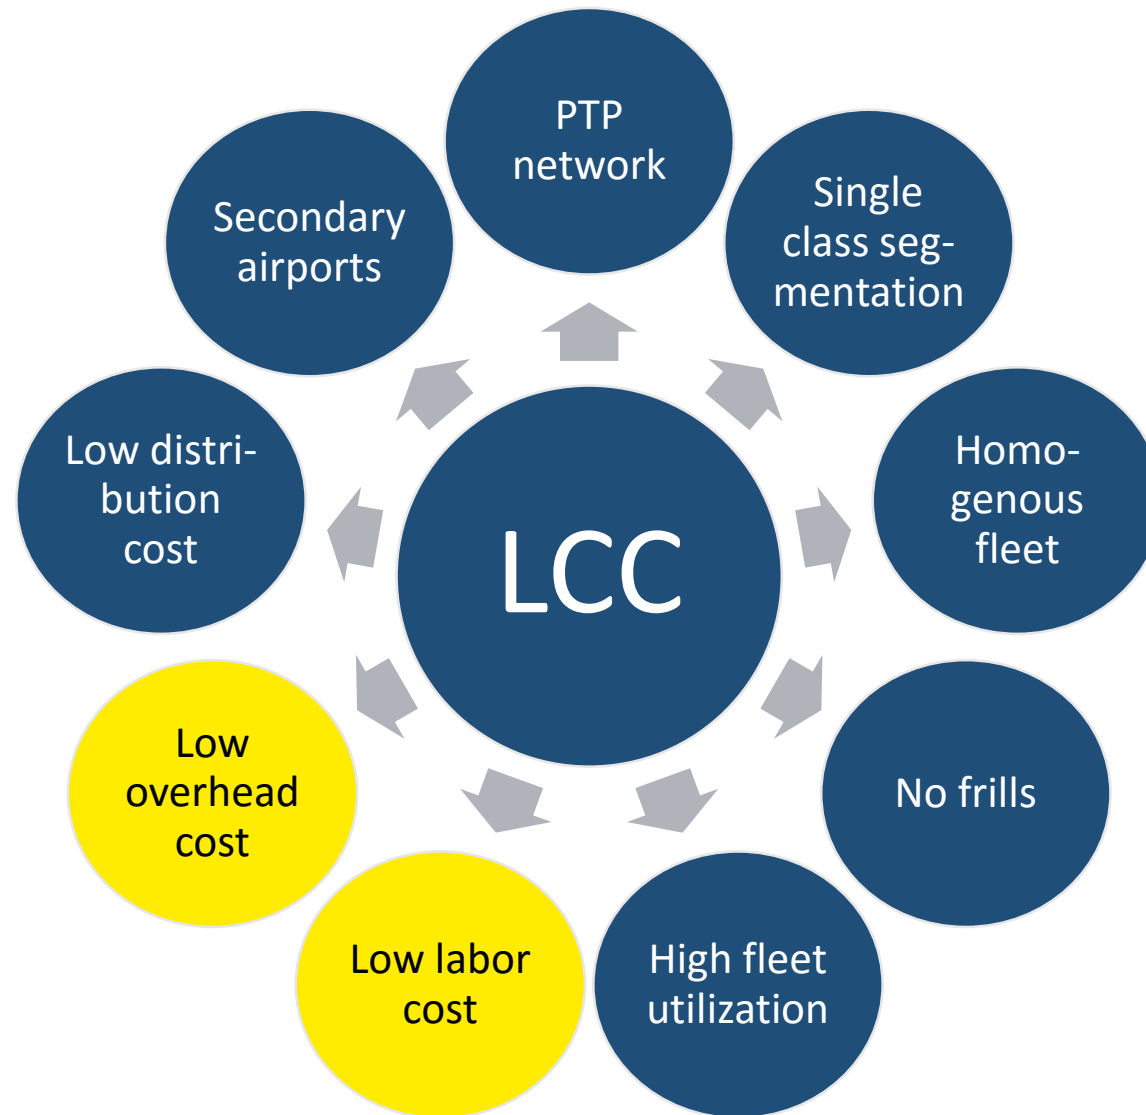 PTP
network
Single
class seg-
mentation
Homo-
genous
fleet
No frills
High fleet
utilization
Low labor
cost
Low
overhead
cost
Low distri-
bution
cost
Secondary
airports
LCC